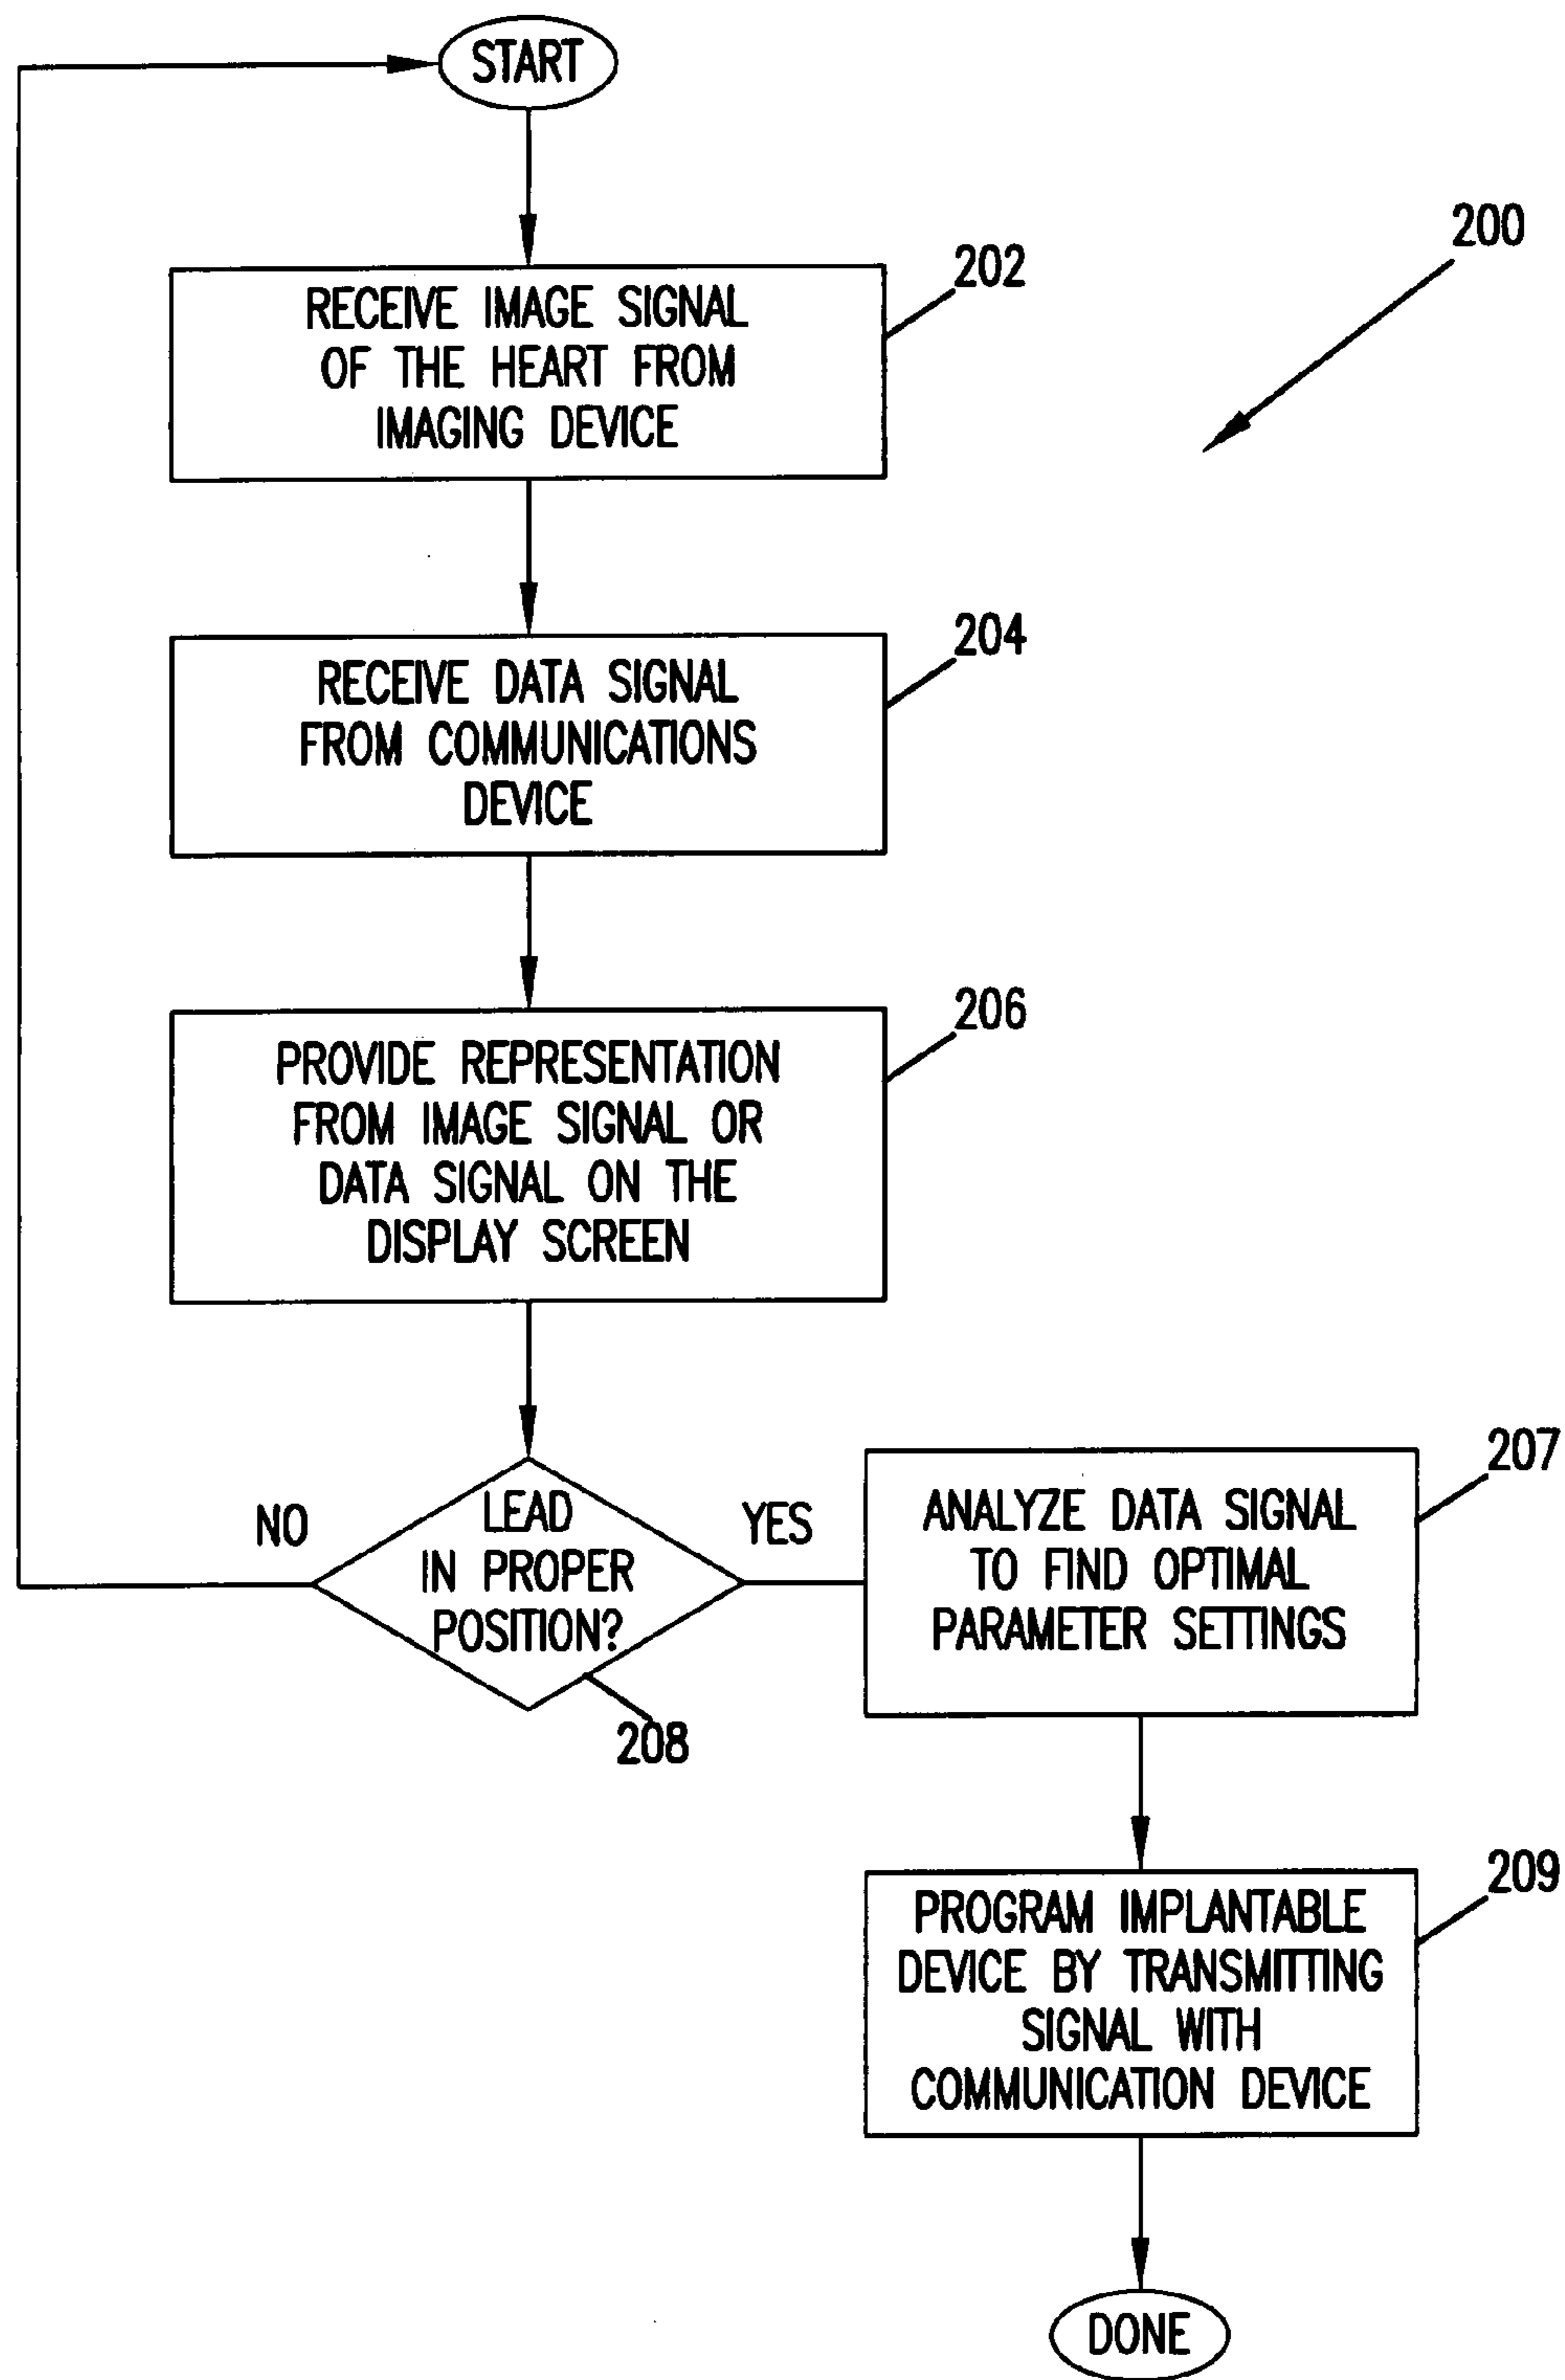 START
200
202
RECEIVE IMAGE SIGNAL
OF THE HEART FROM
IMAGING DEVICE
204
RECEIVE DATA SIGNAL
FROM COMMUNICATIONS
DEVICE
206
PROVIDE REPRESENTATION
FROM IMAGE SIGNAL OR
DATA SIGNAL ON THE
DISPLAY SCREEN
NO
LEAD
IN PROPER
POSITION?
YES
208
207
ANALYZE DATA SIGNAL
TO FIND OPTIMAL
PARAMETER SETTINGS
209
PROGRAM IMPLANTABLE
DEVICE BY TRANSMITTING
SIGNAL WITH
COMMUNICATION DEVICE
DONE